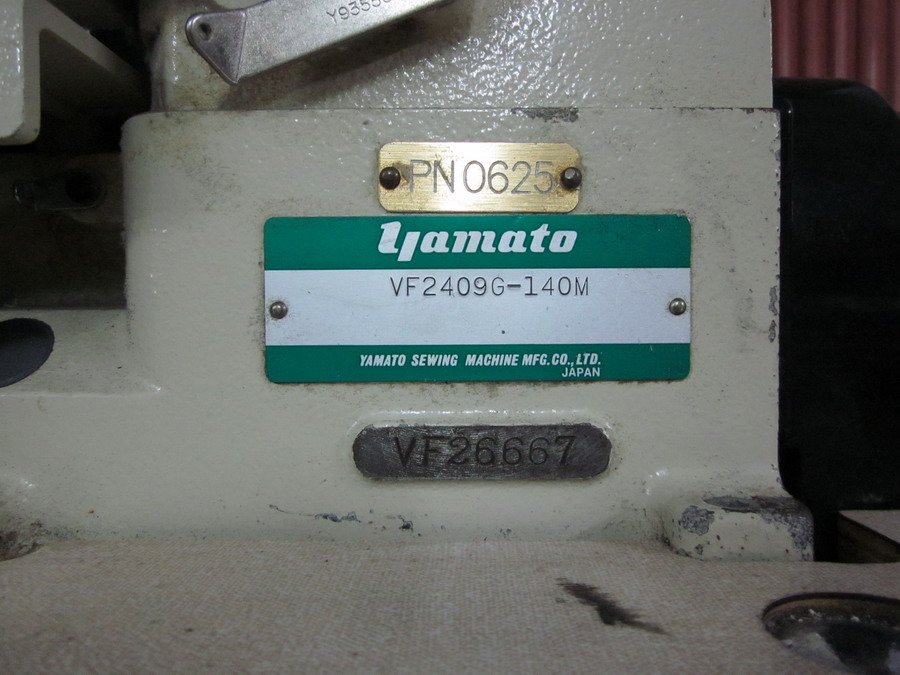 PN0625
yamato
VF2409G-140M
YAMATO SEWING MACHINE MFG.CO.,LTD.
JAPAN
VF26667